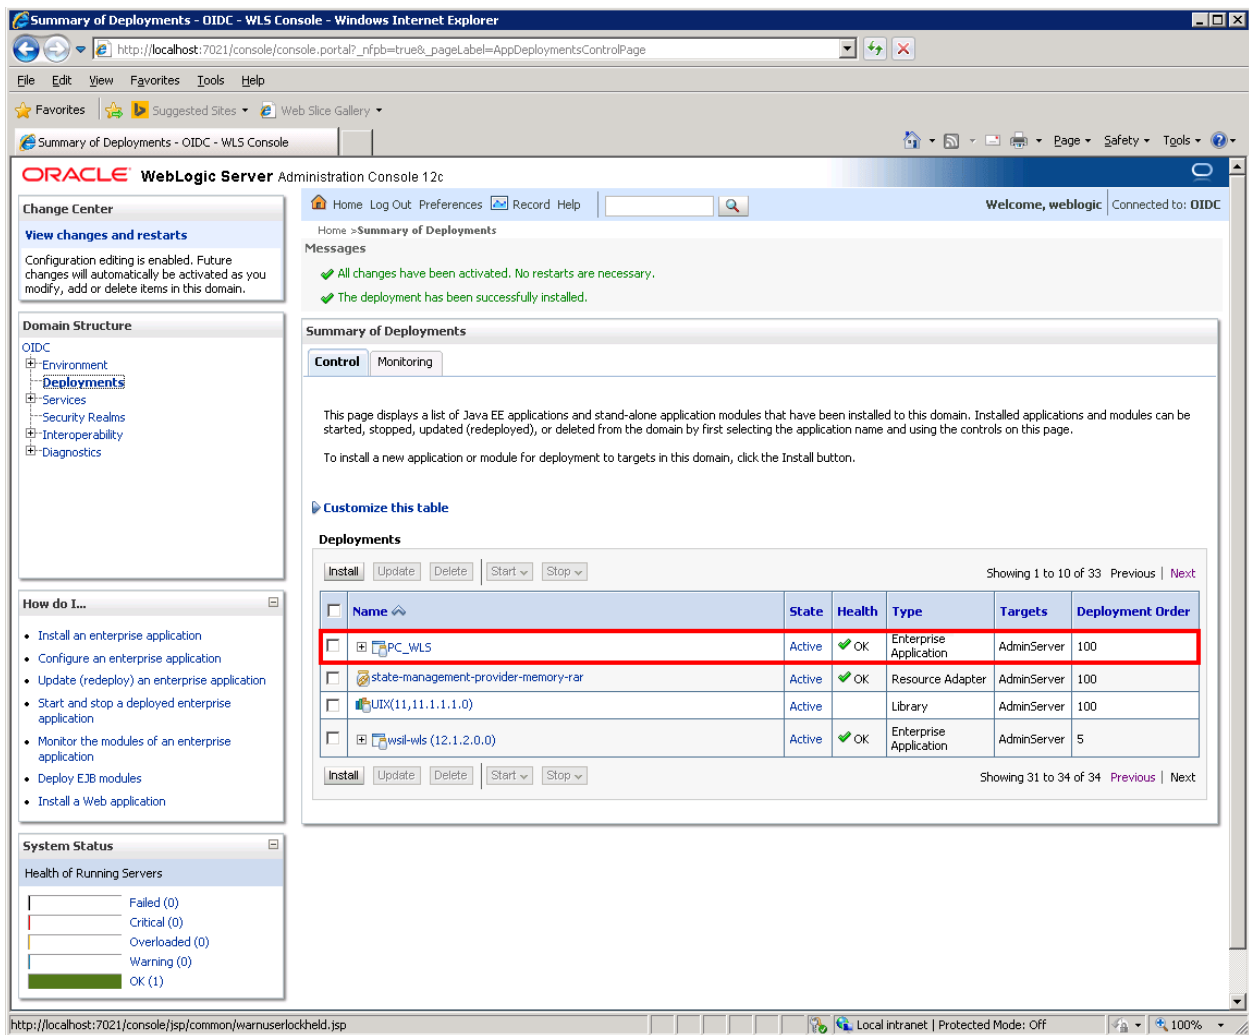 Summary of Deployments - OIDC - WLS Console - Windows Internet Explorer
http://localhost:7021/console/console.portal?_nfpb=true&_pageLabel=AppDeploymentsControlPage
File Edit View Favorites Tools Help
Favorites Suggested Sites Web Slice Gallery
Summary of Deployments - OIDC - WLS Console Page Safety Tools
ORACLE WebLogic Server Administration Console 12c
Change Center
View changes and restarts
Configuration editing is enabled. Future
changes will automatically be activated as you
modify, add or delete items in this domain.
Domain Structure
OIDC
Environment
Deployments
Services
Security Realms
Interoperability
Diagnostics
How do I...
Install an enterprise application
Configure an enterprise application
Update (redeploy) an enterprise application
Start and stop a deployed enterprise
application
Monitor the modules of an enterprise
application
Deploy EJB modules
Install a Web application
System Status
Health of Running Servers
Failed (0)
Critical (0)
Overloaded (0)
Warning (0)
OK (1)
Home Log Out Preferences Record Help Welcome, weblogic Connected to: OIDC
Home >Summary of Deployments
Messages
All changes have been activated. No restarts are necessary.
The deployment has been successfully installed.
Summary of Deployments
Control Monitoring
This page displays a list of Java EE applications and stand-alone application modules that have been installed to this domain. Installed applications and modules can be
started, stopped, updated (redeployed), or deleted from the domain by first selecting the application name and using the controls on this page.
To install a new application or module for deployment to targets in this domain, click the Install button.
Customize this table
Deployments
Install Update Delete Start Stop Showing 1 to 10 of 33 Previous | Next
Name State Health Type Targets Deployment Order
PC_WLS Active OK Enterprise Application AdminServer 100
state-management-provider-memory-rar Active OK Resource Adapter AdminServer 100
UIX(11,11.1.1.1.0) Active Library AdminServer 100
wsil-wls (12.1.2.0.0) Active OK Enterprise Application AdminServer 5
Install Update Delete Start Stop Showing 31 to 34 of 34 Previous | Next
http://localhost:7021/console/jsp/common/warnuserlockheld.jsp Local intranet | Protected Mode: Off 100%